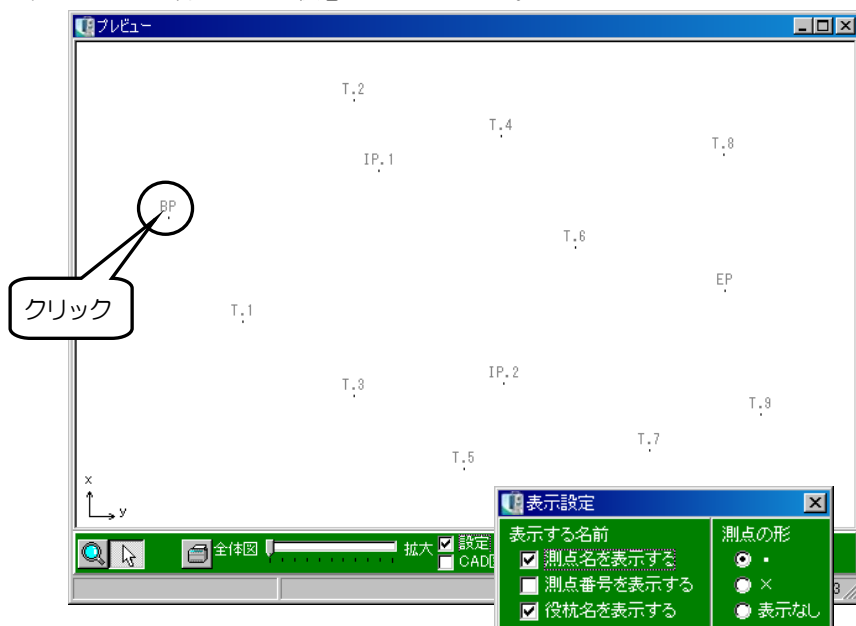 プレビュー
T.2
T.4
T.8
IP.1
BP
T.6
EP
クリック
T.1
IP.2
T.3
T.9
T.7
T.5
x
y
全体図
拡大
設定
CAD
表示設定
表示する名前
測点名を表示する
測点番号を表示する
役杭名を表示する
測点の形
・
×
表示なし
3